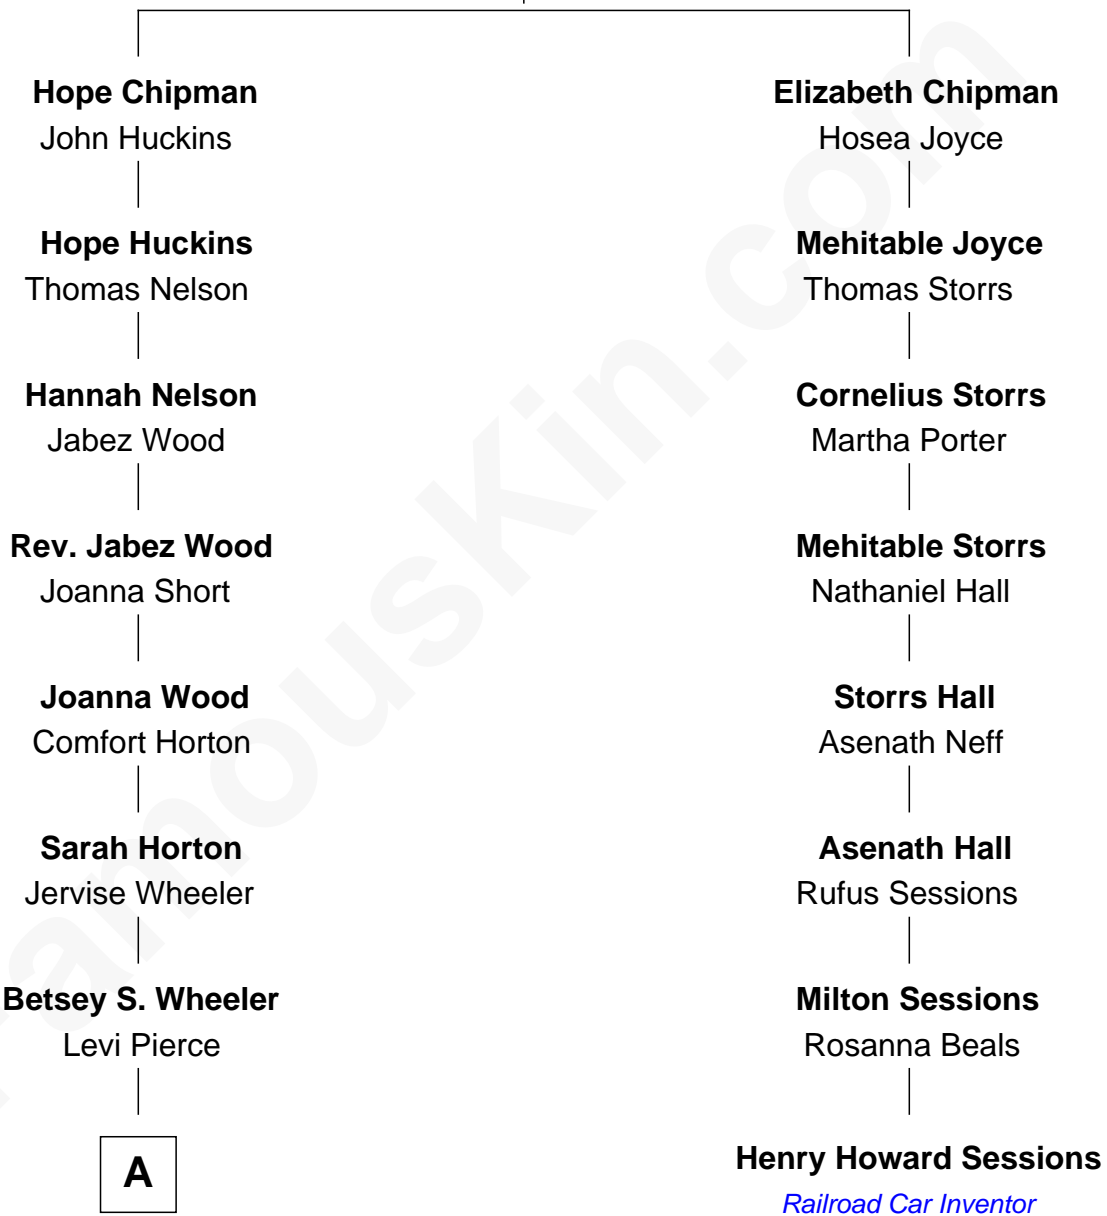 Hope Chipman
John Huckins
Elizabeth Chipman
Hosea Joyce
Hope Huckins
Thomas Nelson
Mehitable Joyce
Thomas Storrs
Hannah Nelson
Jabez Wood
Cornelius Storrs
Martha Porter
Rev. Jabez Wood
Joanna Short
Mehitable Storrs
Nathaniel Hall
Joanna Wood
Comfort Horton
Storrs Hall
Asenath Neff
Sarah Horton
Jervise Wheeler
Asenath Hall
Rufus Sessions
Betsey S. Wheeler
Levi Pierce
Milton Sessions
Rosanna Beals
A
Henry Howard Sessions
Railroad Car Inventor
FamousKin.com